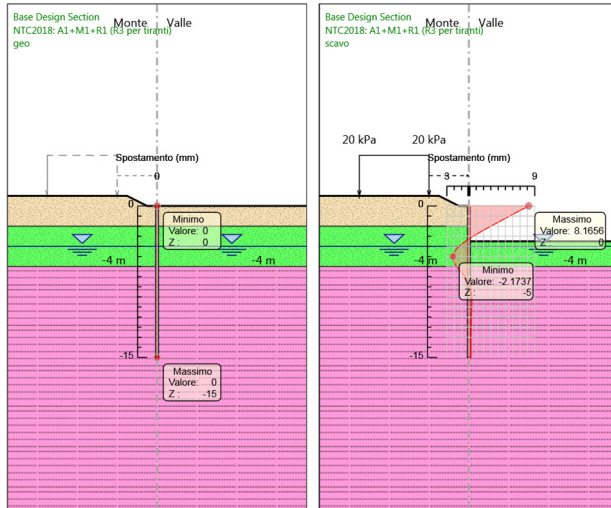 Base Design Section
NTC2018: A1+M1+R1 (R3 per tiranti)
geo
Monte
Valle
Spostamento (mm)
0
0
Minimo
Valore: 0
Z : 0
-4 m
-4 m
-15
Massimo
Valore: 0
Z : -15
Base Design Section
NTC2018: A1+M1+R1 (R3 per tiranti)
scavo
Monte
Valle
20 kPa
20 kPa
Spostamento (mm)
3
9
0
Massimo
Valore: 8.1656
Z : 0
-4 m
-4 m
Minimo
Valore: -2.1737
Z : -5
-15